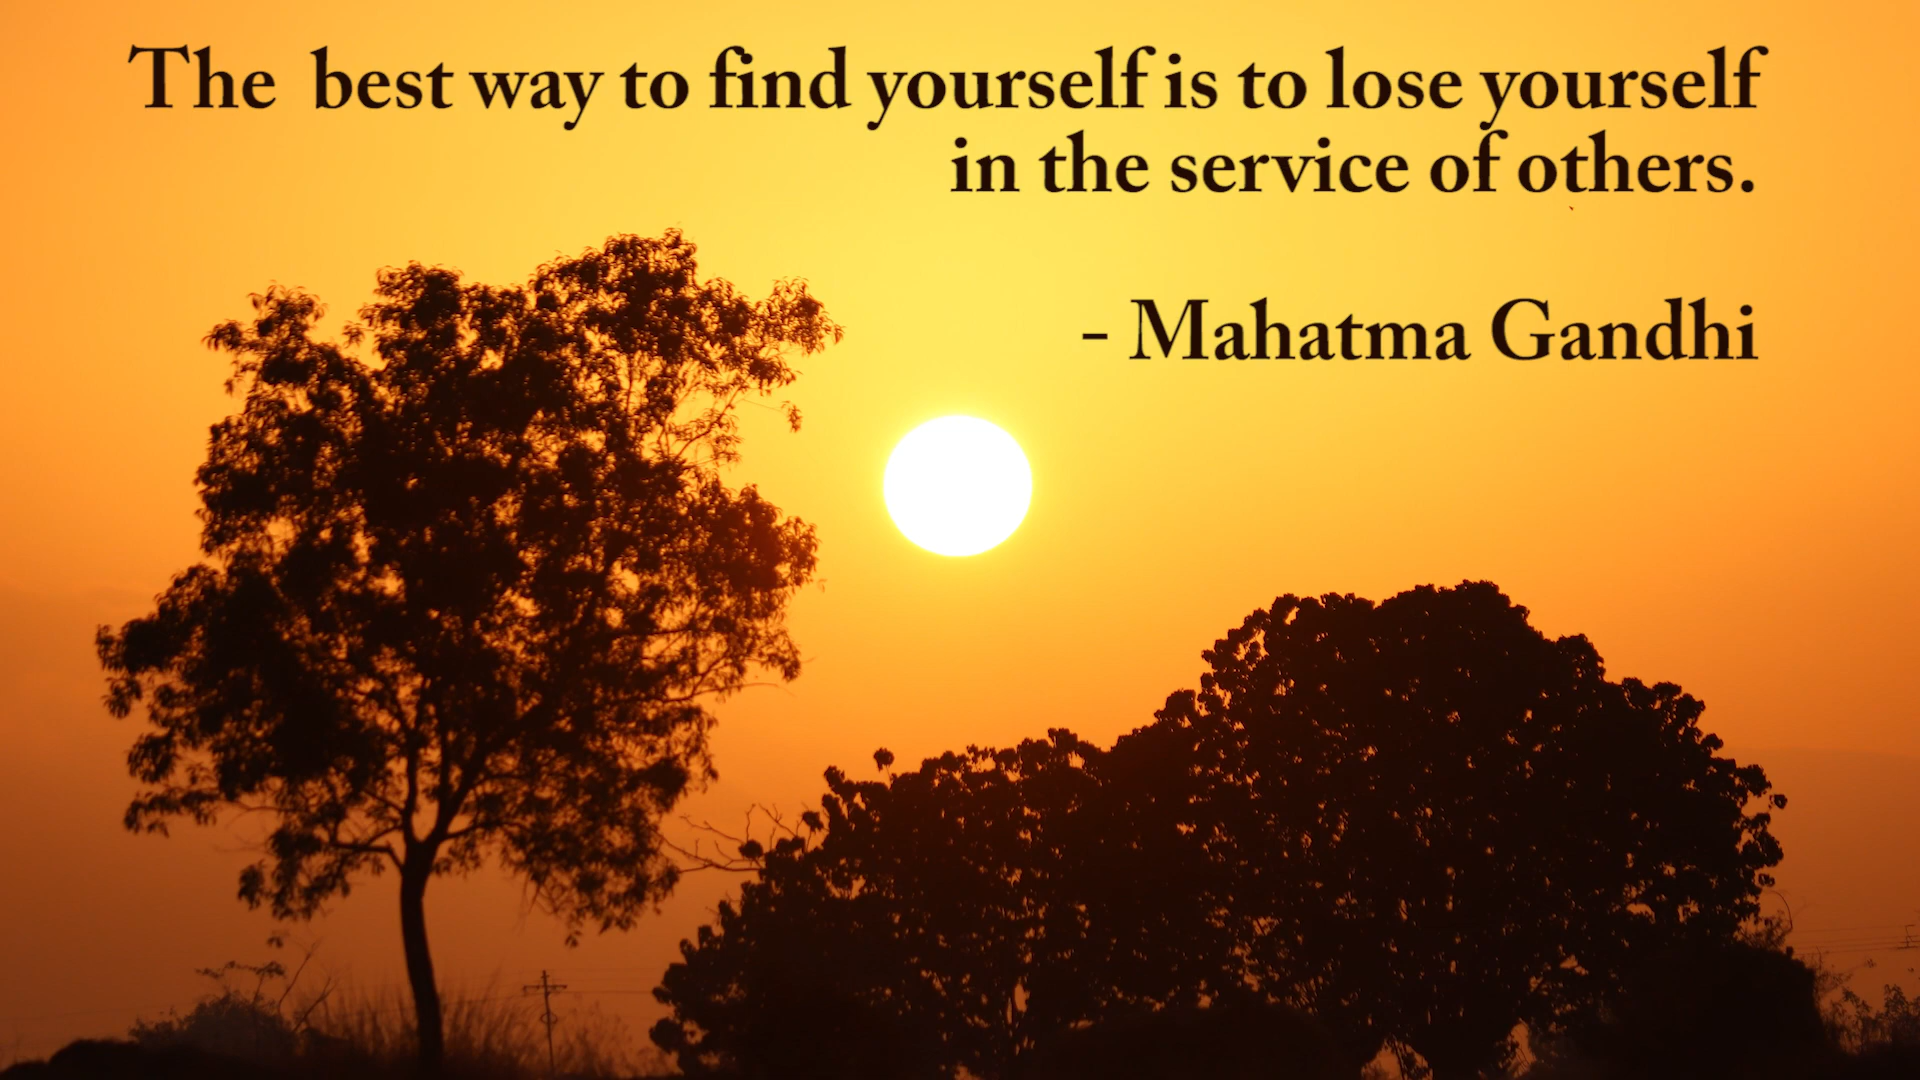 The best way to find yourself is to lose yourself
in the service of others.
- Mahatma Gandhi